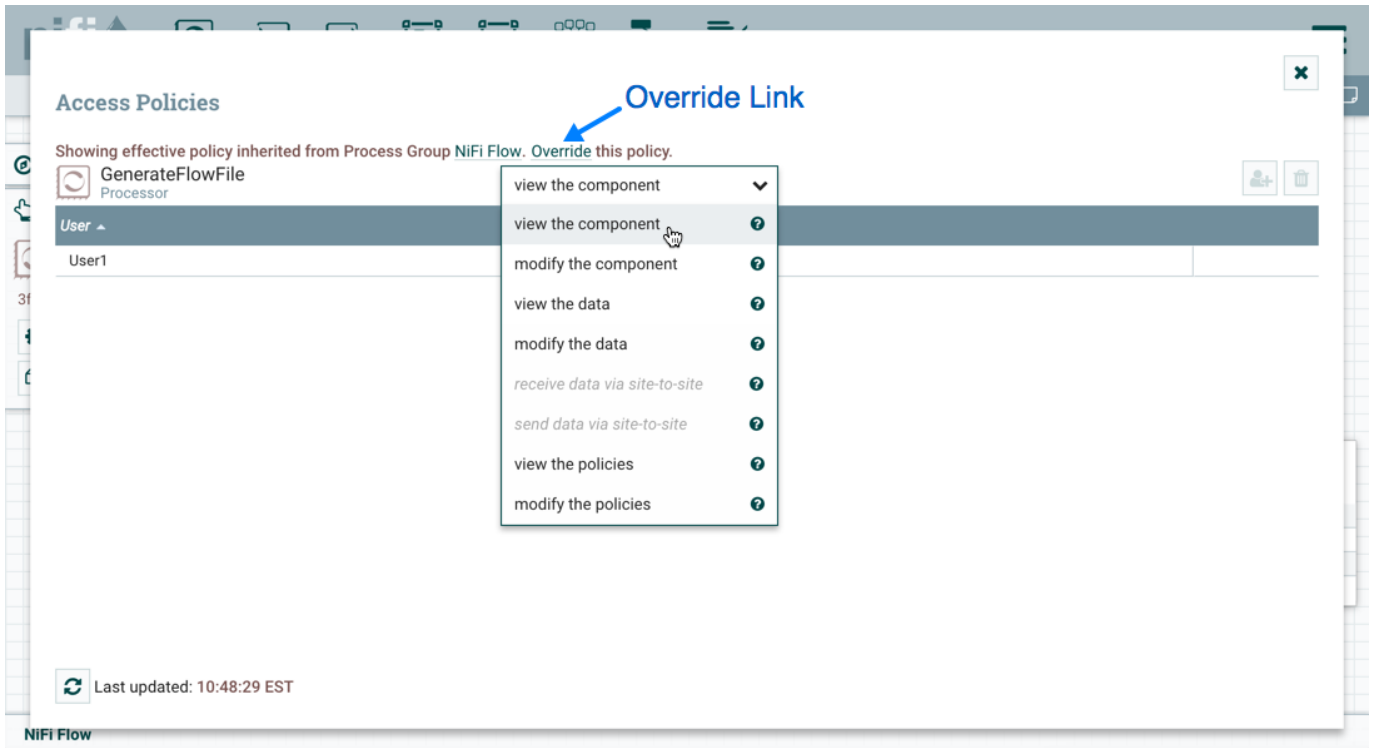 Override Link
Access Policies
Showing effective policy inherited from Process Group NiFi Flow. Override this policy.
GenerateFlowFile
Processor
view the component
User
view the component
User1
modify the component
view the data
modify the data
receive data via site-to-site
send data via site-to-site
view the policies
modify the policies
Last updated: 10:48:29 EST
NiFi Flow